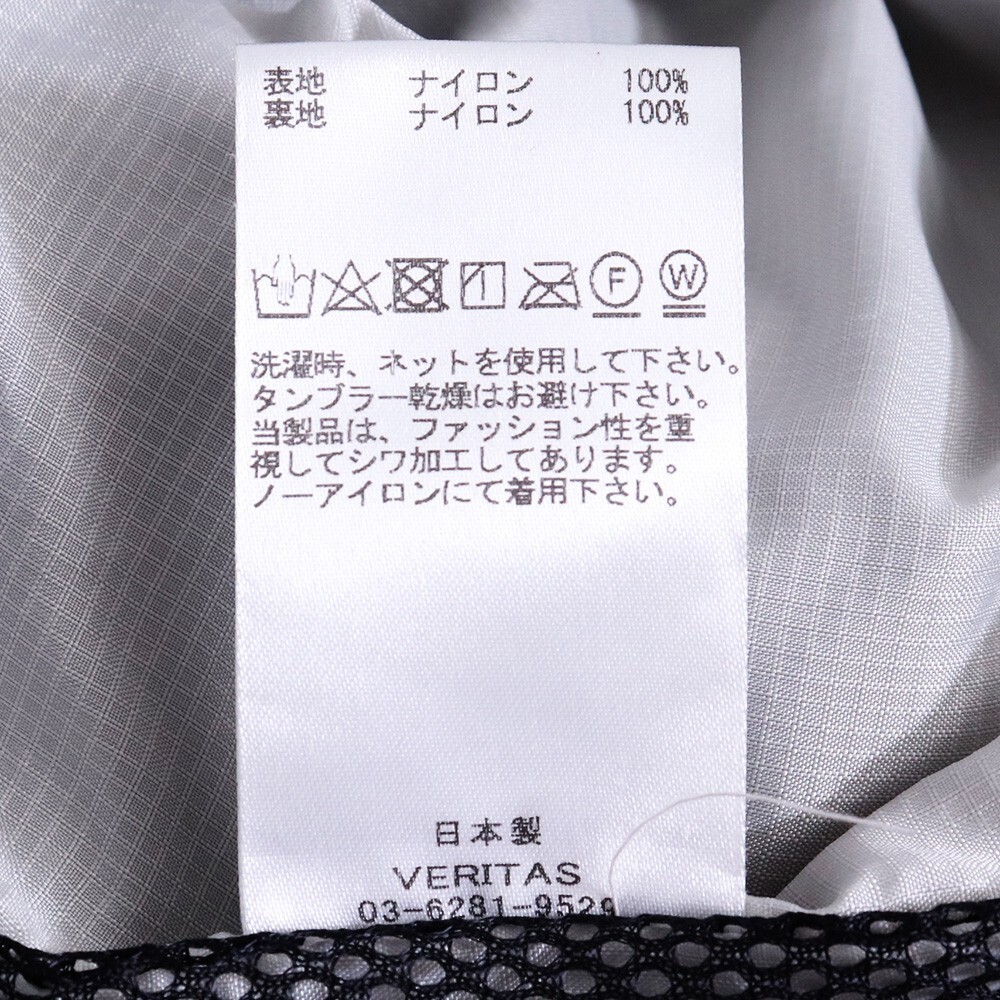 表地 ナイロン 100%
裏地 ナイロン 100%
F W
洗濯時、ネットを使用して下さい。
タンブラー乾燥はお避け下さい。
当製品は、ファッション性を重
視してシワ加工してあります。
ノーアイロンにて着用下さい。
日本製
VERITAS
03-6281-9529